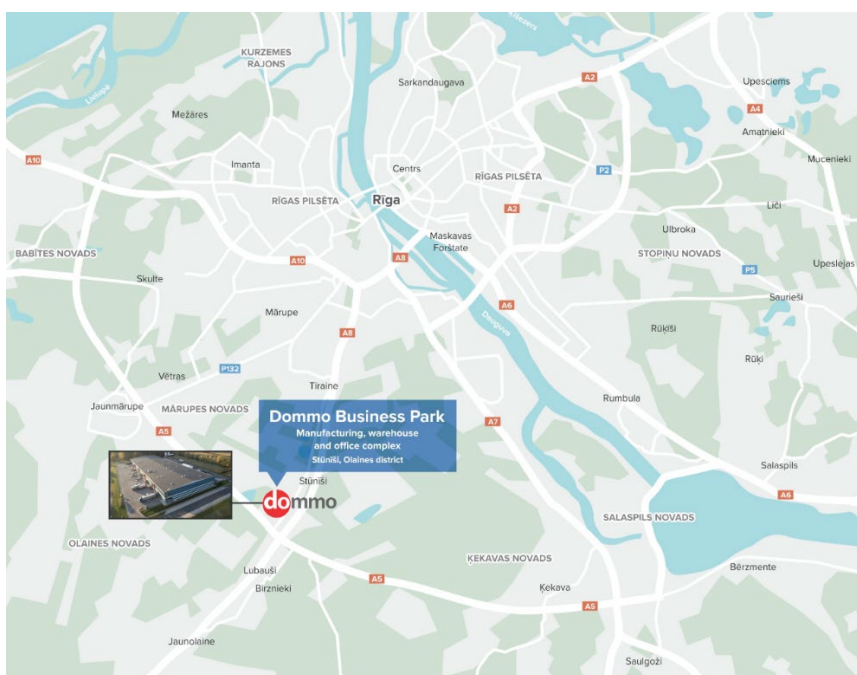 Ķīšezers
KURZEMES
RAJONS
Sarkandaugava
A2
Upesciems
Lielupe
Mežāres
A4
Amatnieki
Mucenieki
A10
Imanta
Centrs
P2
RĪGAS PILSĒTA
RĪGAS PILSĒTA
Rīga
A2
Līči
Maskavas
Forštate
Ulbroka
BABĪTES NOVADS
A10
A8
STOPIŅU NOVADS
Upeslejas
P5
Skulte
Saurieši
Mārupe
A6
Daugava
A8
Rūķīši
Rūķi
P132
Vētras
Tiraine
Rumbula
Jaunmārupe
MĀRUPES NOVADS
Dommo Business Park
Manufacturing, warehouse
and office complex
Stūnīši, Olaines district
A7
A5
Salaspils
Stūnīši
A6
dommo
SALASPILS NOVADS
OLAINES NOVADS
ĶEKAVAS NOVADS
Lubauši
Bērzmente
A5
Birznieki
Ķekava
A5
Jaunolaine
Saulgoži